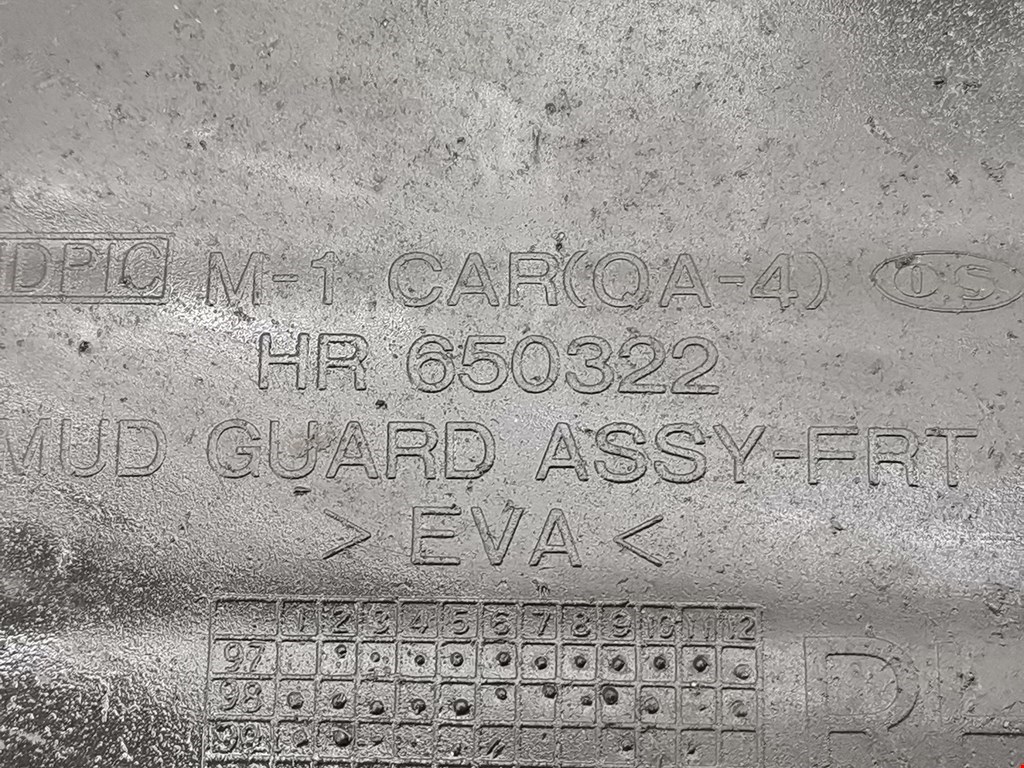 M-1 CAR(QA-4) CS
HR 650322
MUD GUARD ASSY-FRT
> EVA <
1 2 3 4 5 6 7 8 9 10 11 12
97
98
99